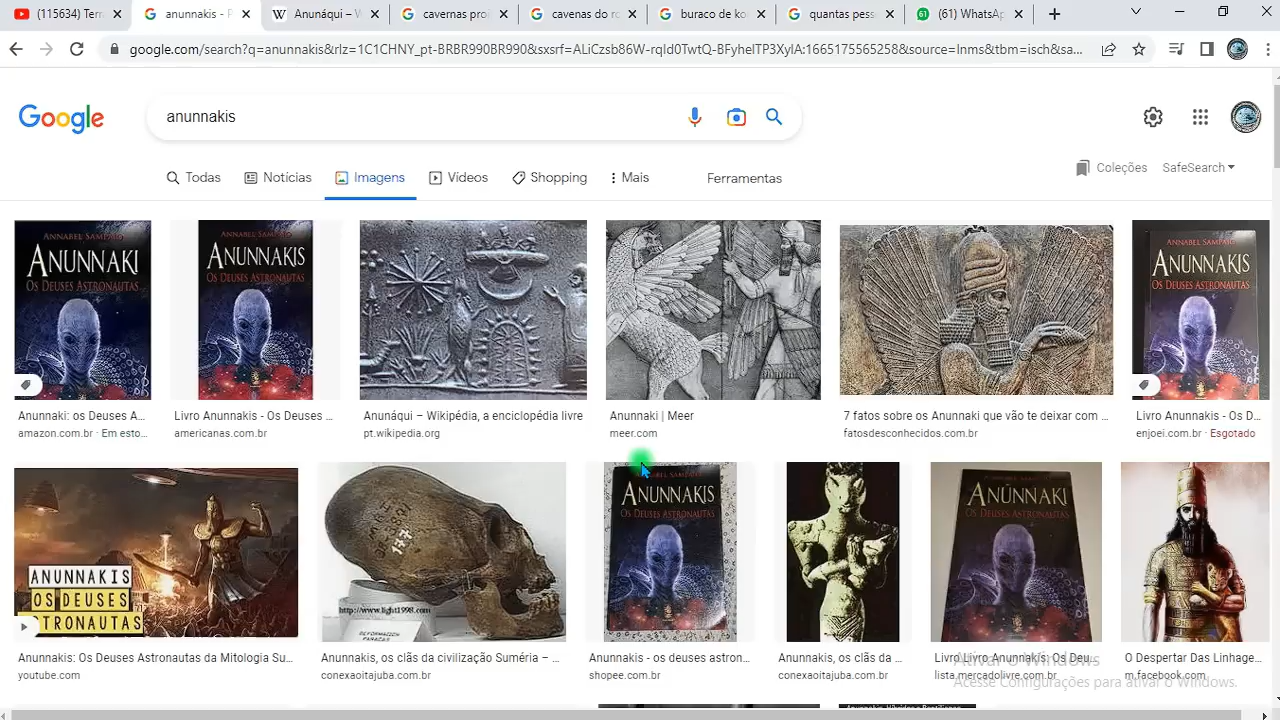 (115634) Terr
anunnakis - P
Anunáqui – W
cavernas proi
cavenas do ro
buraco de ko
quantas pess
(61) WhatsAp
google.com/search?q=anunnakis&rlz=1C1CHNY_pt-BRBR990BR990&sxsrf=ALiCzsb86W-rqld0TwtQ-BFyhelTP3XylA:1665175565258&source=lnms&tbm=isch&sa...
Google
anunnakis
Todas
Notícias
Imagens
Vídeos
Shopping
Mais
Ferramentas
Coleções
SafeSearch
ANNABEL SAMPAIO
ANUNNAKI
OS DEUSES ASTRONAUTAS
ANNABEL SAMPAIO
ANUNNAKIS
OS DEUSES ASTRONAUTAS
ANNABEL SAMPAIO
ANUNNAKIS
OS DEUSES ASTRONAUTAS
Anunnaki: os Deuses A...
amazon.com.br · Em esto...
Livro Anunnakis - Os Deuses ...
americanas.com.br
Anunáqui – Wikipédia, a enciclopédia livre
pt.wikipedia.org
Anunnaki | Meer
meer.com
7 fatos sobre os Anunnaki que vão te deixar com ...
fatosdesconhecidos.com.br
Livro Anunnakis - Os D...
enjoei.com.br · Esgotado
ANUNNAKIS
OS DEUSES
ASTRONAUTAS
http://www.light1998.com
ANUNNAKIS
OS DEUSES ASTRONAUTAS
ANUNNAKI
OS DEUSES ASTRONAUTAS
Anunnakis: Os Deuses Astronautas da Mitologia Su...
youtube.com
Anunnakis, os clãs da civilização Suméria – ...
conexaoitajuba.com.br
Anunnakis - os deuses astron...
shopee.com.br
Anunnakis, os clãs da ...
conexaoitajuba.com.br
Livro Livro Anunnakis Os Deu...
lista.mercadolivre.com.br
O Despertar Das Linhage...
m.facebook.com
Ativar o Windows
Acesse Configurações para ativar o Windows.